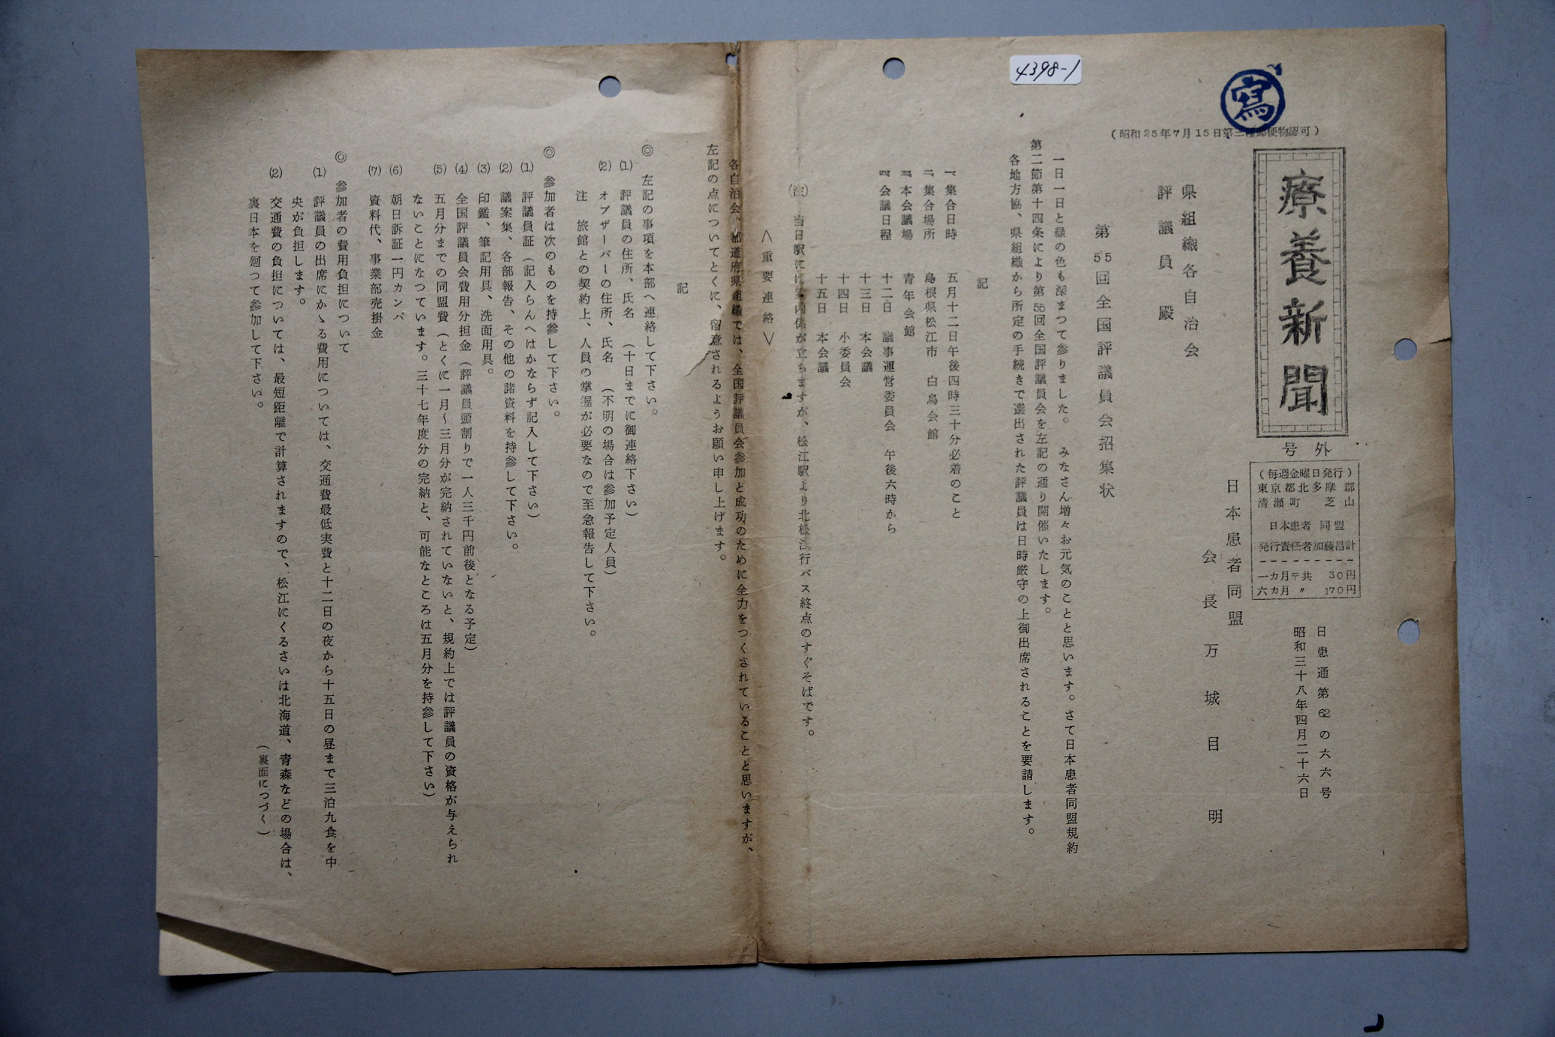 4398-1
寫
(昭和25年7月15日第三種郵便物認可)
療養新聞
号外
(毎週金曜日発行)
東京都北多摩郡
清瀬町芝山
日本患者同盟
発行責任者加藤昌計
一カ月〒共 30円
六カ月〃 170円
日患通第62の六六号
昭和三十八年四月二十六日
日本患者同盟
会長 万城目明
県組織各自治会
評議員殿
第55回全国評議員会招集状
一日一日と緑の色も深まつて参りました。 みなさん増々お元気のことと思います。さて日本患者同盟規約
第二節第十四条により第55回全国評議員会を左記の通り開催いたします。
各地方協、県組織から所定の手続きで選出された評議員は日時厳守の上御出席されることを要請します。
記
『集合日時 五月十二日午後四時三十分必着のこと
『集合場所 島根県松江市 白鳥会館
『本会議場 青年会館
『会議日程 十二日 議事運営委員会 午後六時から
十三日 本会議
十四日 小委員会
十五日 本会議
(注) 当日駅には案内係が立ちますが、松江駅より北松江行バス終点のすぐそばです。
<重要連絡>
各自治会、都道府県組織では、全国評議員会参加と成功のために全力をつくされていることと思いますが、
左記の点についてとくに、留意されるようお願い申し上げます。
記
◎ 左記の事項を本部へ連絡して下さい。
(1) 評議員の住所、氏名 (十日までに御連絡下さい)
(2) オブザーバーの住所、氏名 (不明の場合は参加予定人員)
注 旅館との契約上、人員の掌握が必要なので至急報告して下さい。
◎ 参加者は次のものを持参して下さい。
(1) 評議員証(記入らんへはかならず記入して下さい)
(2) 議案集、各部報告、その他の諸資料を持参して下さい。
(3) 印鑑、筆記用具、洗面用具。
(4) 全国評議員会費用分担金(評議員頭割りで一人三千円前後となる予定)
(5) 五月分までの同盟費(とくに一月〜三月分が完納されていないと、規約上では評議員の資格が与えられ
ないことになつています。三十七年度分の完納と、可能なところは五月分を持参して下さい)
(6) 朝日訴証一円カンパ
(7) 資料代、事業部売掛金
◎ 参加者の費用負担について
(1) 評議員の出席にかゝる費用については、交通費最低実費と十二日の夜から十五日の昼まで三泊九食を中
央が負担します。
(2) 交通費の負担については、最短距離で計算されますので、松江にくるさいは北海道、青森などの場合は、
裏日本を廻つて参加して下さい。
(裏面につづく)